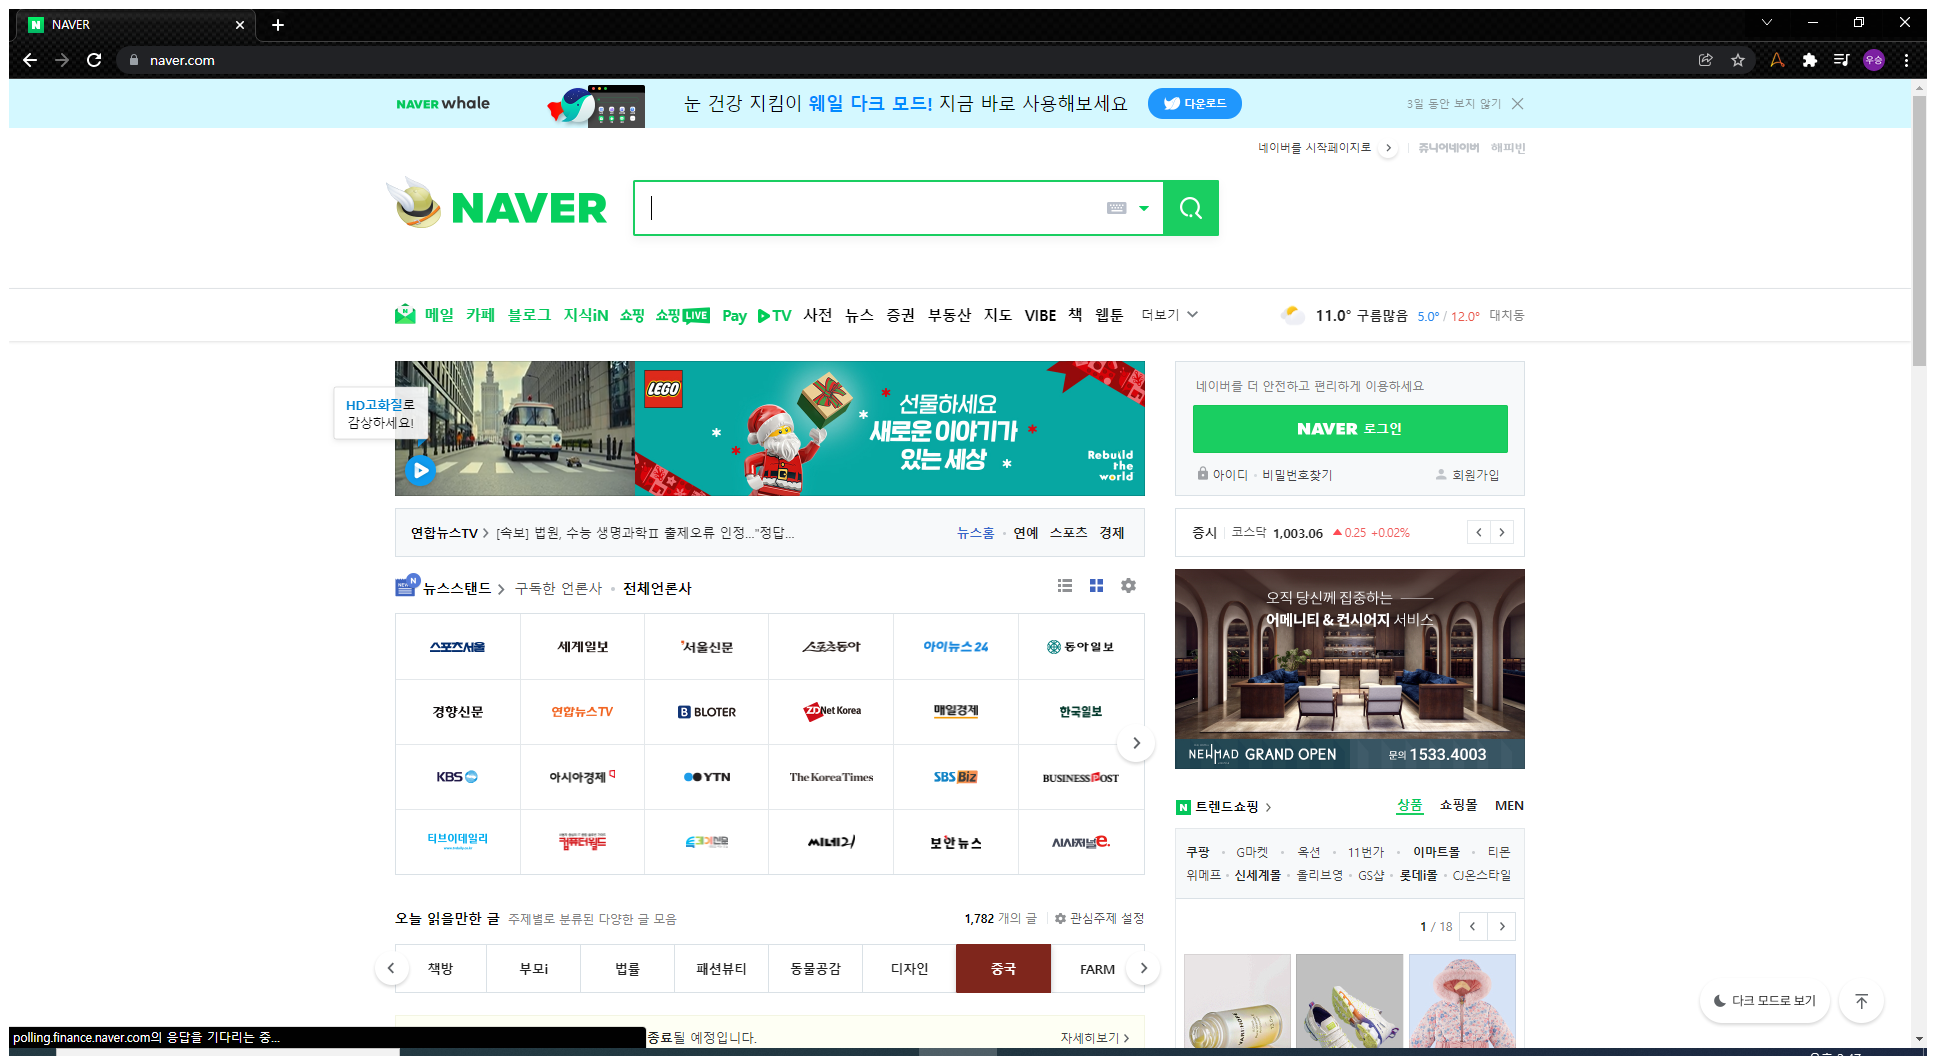 NAVER
naver.com
우승
NAVER whale
눈 건강 지킴이 웨일 다크 모드! 지금 바로 사용해보세요
다운로드
3일 동안 보지 않기
네이버를 시작페이지로
쥬니어네이버 해피빈
NAVER
메일 카페 블로그 지식iN 쇼핑 쇼핑LIVE Pay TV 사전 뉴스 증권 부동산 지도 VIBE 책 웹툰 더보기
11.0° 구름많음 5.0° / 12.0° 대치동
HD고화질로
감상하세요!
LEGO
선물하세요
새로운 이야기가
있는 세상
Rebuild
the
world
네이버를 더 안전하고 편리하게 이용하세요
NAVER 로그인
아이디 · 비밀번호찾기 회원가입
연합뉴스TV > [속보] 법원, 수능 생명과학Ⅱ 출제오류 인정..."정답...
뉴스홈 · 연예 스포츠 경제
증시 코스닥 1,003.06 ▲0.25 +0.02%
뉴스스탠드 > 구독한 언론사 · 전체언론사
스포츠서울 세계일보 서울신문 스포츠동아 아이뉴스24 동아일보
경향신문 연합뉴스TV BLOTER ZDNet Korea 매일경제 한국일보
KBS 아시아경제 YTN The Korea Times SBS Biz BUSINESSPOST
티브이데일리 컴퓨터월드 씨네21 보안뉴스 시사저널e.
오직 당신께 집중하는
어메니티 & 컨시어지 서비스
GRAND OPEN
문의 1533.4003
트렌드쇼핑 >
상품 쇼핑몰 MEN
쿠팡 · G마켓 · 옥션 · 11번가 · 이마트몰 · 티몬
위메프 · 신세계몰 · 올리브영 · GS샵 · 롯데i몰 · CJ온스타일
1 / 18
오늘 읽을만한 글 주제별로 분류된 다양한 글 모음
1,782 개의 글 관심주제 설정
책방 부모i 법률 패션뷰티 동물공감 디자인 중국 FARM
다크 모드로 보기
polling.finance.naver.com의 응답을 기다리는 중...
종료될 예정입니다.
자세히보기 >